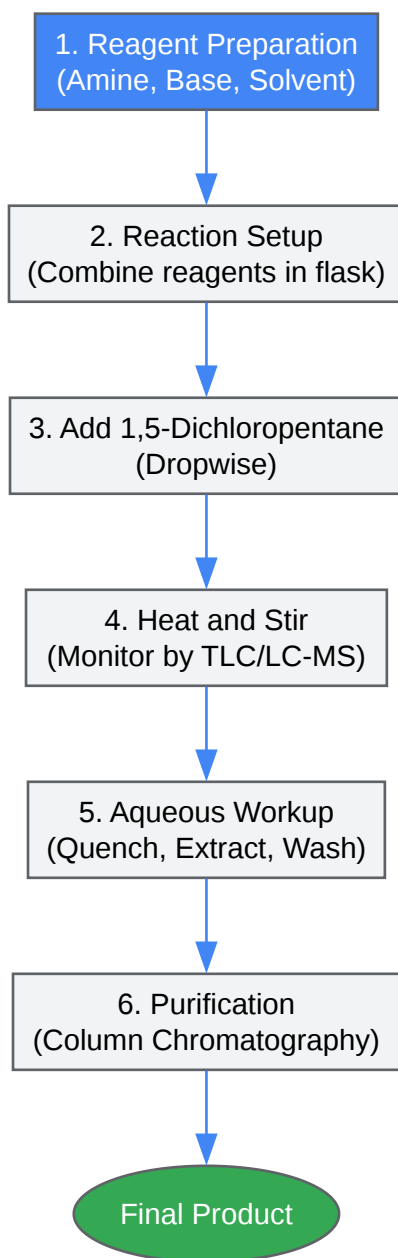 1. Reagent Preparation
(Amine, Base, Solvent)
2. Reaction Setup
(Combine reagents in flask)
3. Add 1,5-Dichloropentane
(Dropwise)
4. Heat and Stir
(Monitor by TLC/LC-MS)
5. Aqueous Workup
(Quench, Extract, Wash)
6. Purification
(Column Chromatography)
Final Product